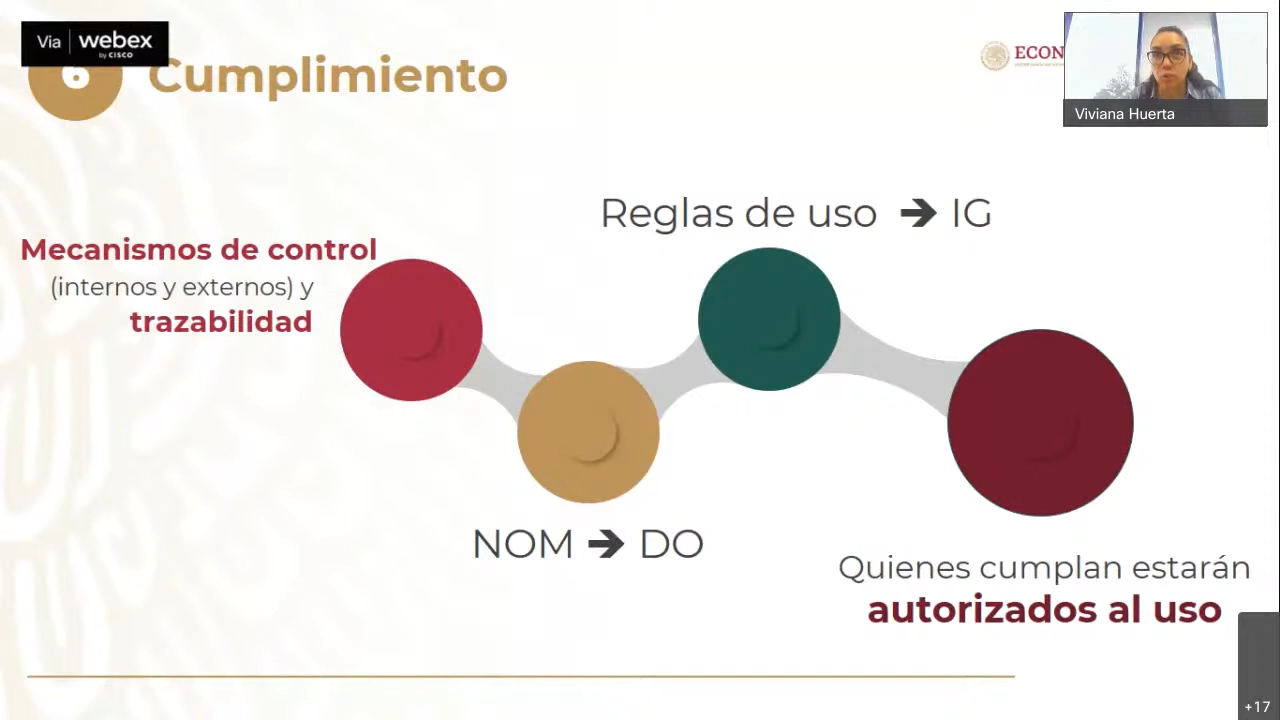 Via webex
by CISCO
6 Cumplimiento
ECON
Viviana Huerta
Reglas de uso ➔ IG
Mecanismos de control
(internos y externos) y
trazabilidad
NOM ➔ DO
Quienes cumplan estarán
autorizados al uso
+17